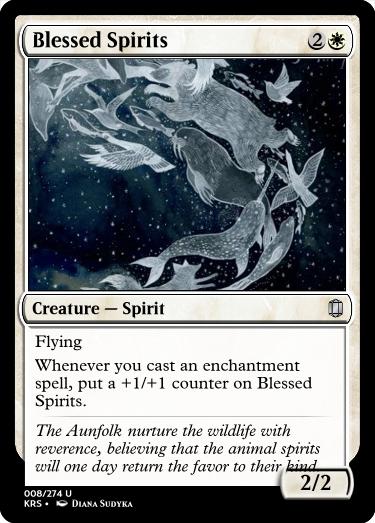 Blessed Spirits 2
Creature — Spirit
Flying
Whenever you cast an enchantment
spell, put a +1/+1 counter on Blessed
Spirits.
The Aunfolk nurture the wildlife with
reverence, believing that the animal spirits
will one day return the favor to their kind.
2/2
008/274 U
KRS • Diana Sudyka